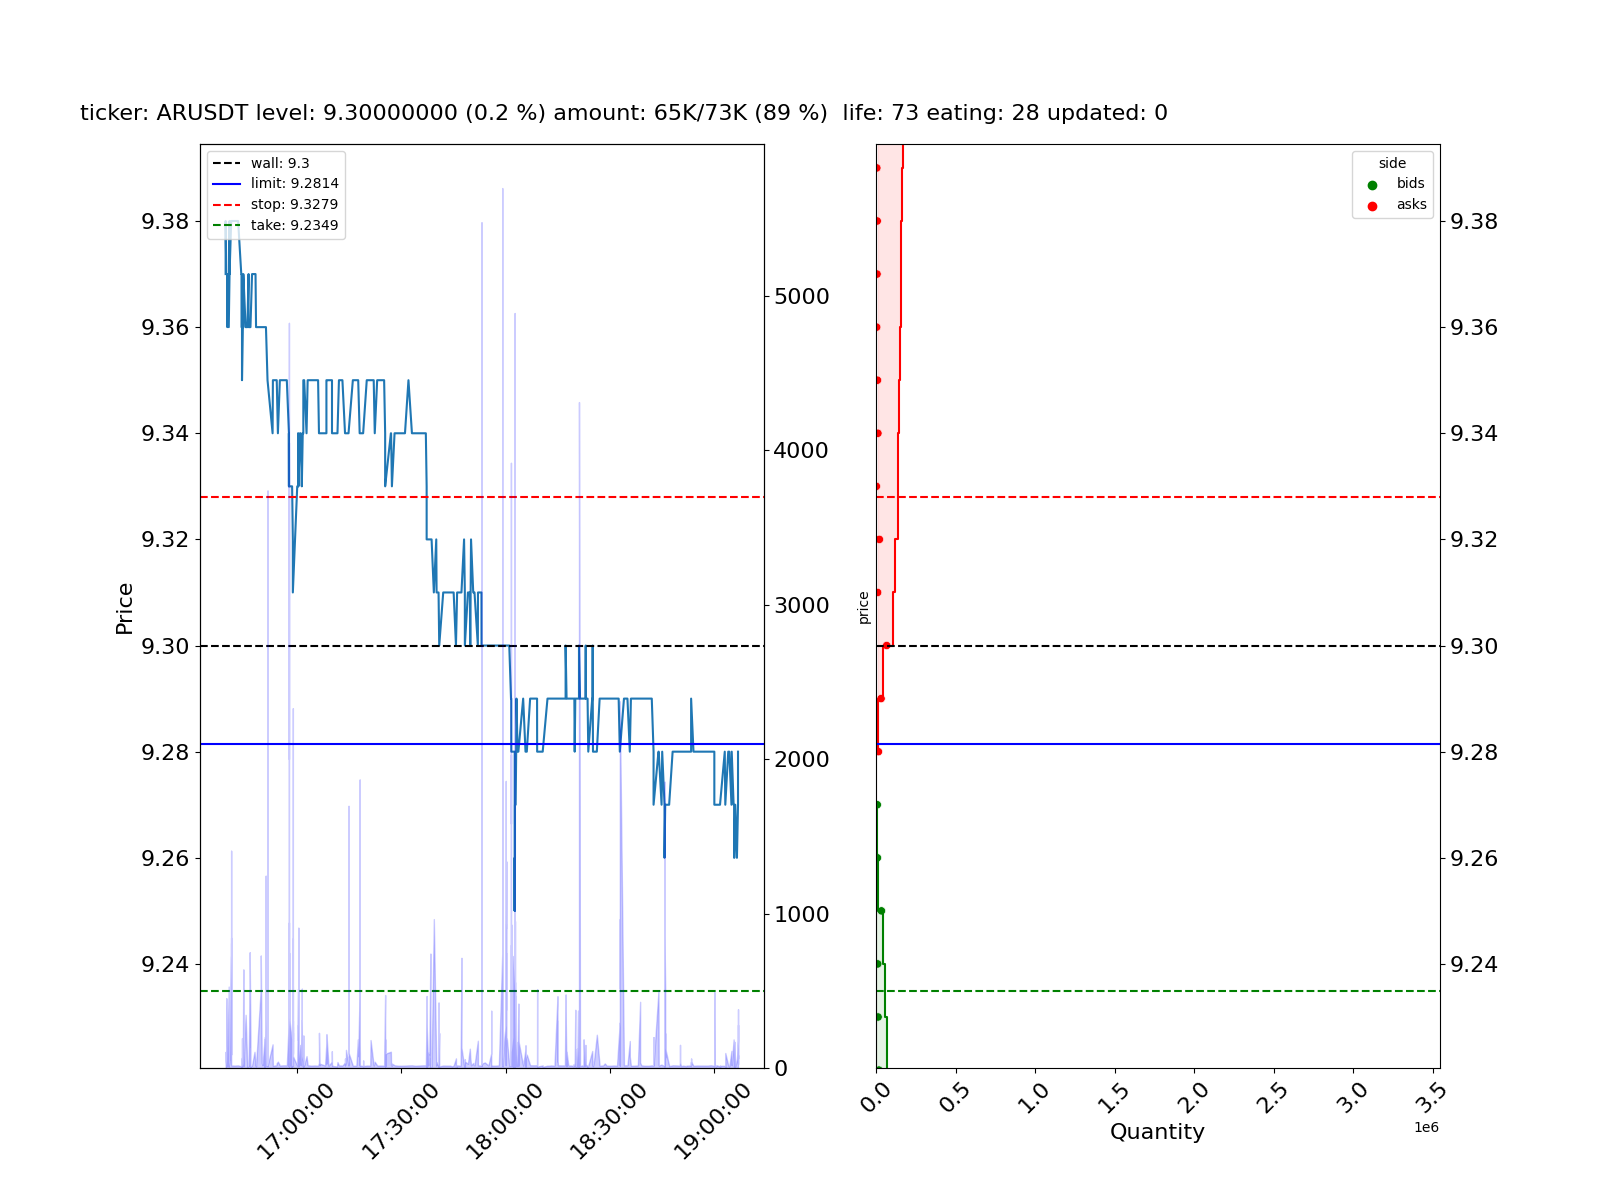 ticker: ARUSDT level: 9.30000000 (0.2 %) amount: 65K/73K (89 %)  life: 73 eating: 28 updated: 0
wall: 9.3
limit: 9.2814
stop: 9.3279
take: 9.2349
9.38
9.36
9.34
9.32
9.30
9.28
9.26
9.24
Price
5000
4000
3000
2000
1000
0
17:00:00
17:30:00
18:00:00
18:30:00
19:00:00
side
bids
asks
price
9.38
9.36
9.34
9.32
9.30
9.28
9.26
9.24
0.0
0.5
1.0
1.5
2.0
2.5
3.0
3.5
1e6
Quantity